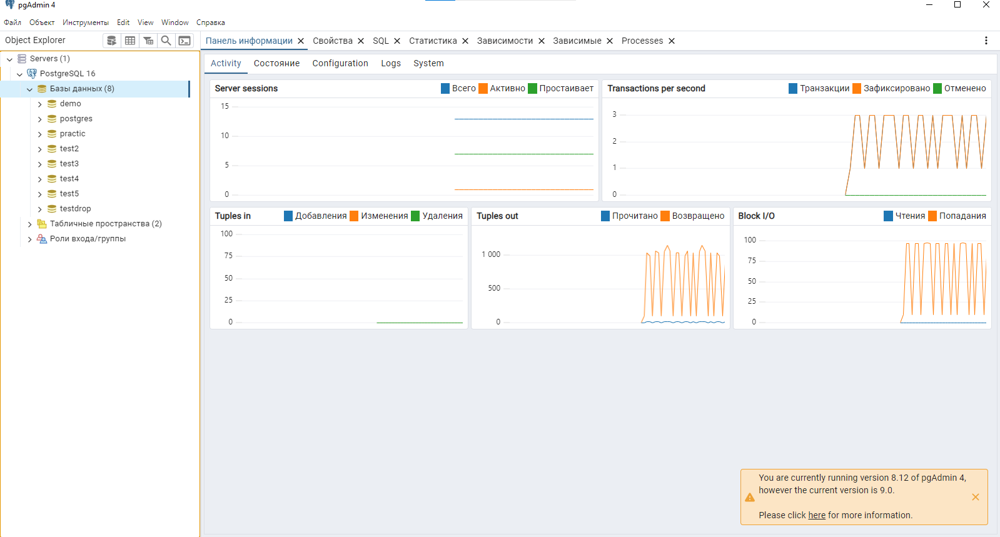 pgAdmin 4
Файл Объект Инструменты Edit View Window Справка
Object Explorer
Панель информации Свойства SQL Статистика Зависимости Зависимые Processes
Servers (1)
PostgreSQL 16
Базы данных (8)
demo
postgres
practic
test2
test3
test4
test5
testdrop
Табличные пространства (2)
Роли входа/группы
Activity Состояние Configuration Logs System
Server sessions Всего Активно Простаивает
15
10
5
0
Transactions per second Транзакции Зафиксировано Отменено
3
2
1
0
Tuples in Добавления Изменения Удаления
100
75
50
25
0
Tuples out Прочитано Возвращено
1 000
500
0
Block I/O Чтения Попадания
100
75
50
25
0
You are currently running version 8.12 of pgAdmin 4,
however the current version is 9.0.
Please click here for more information.